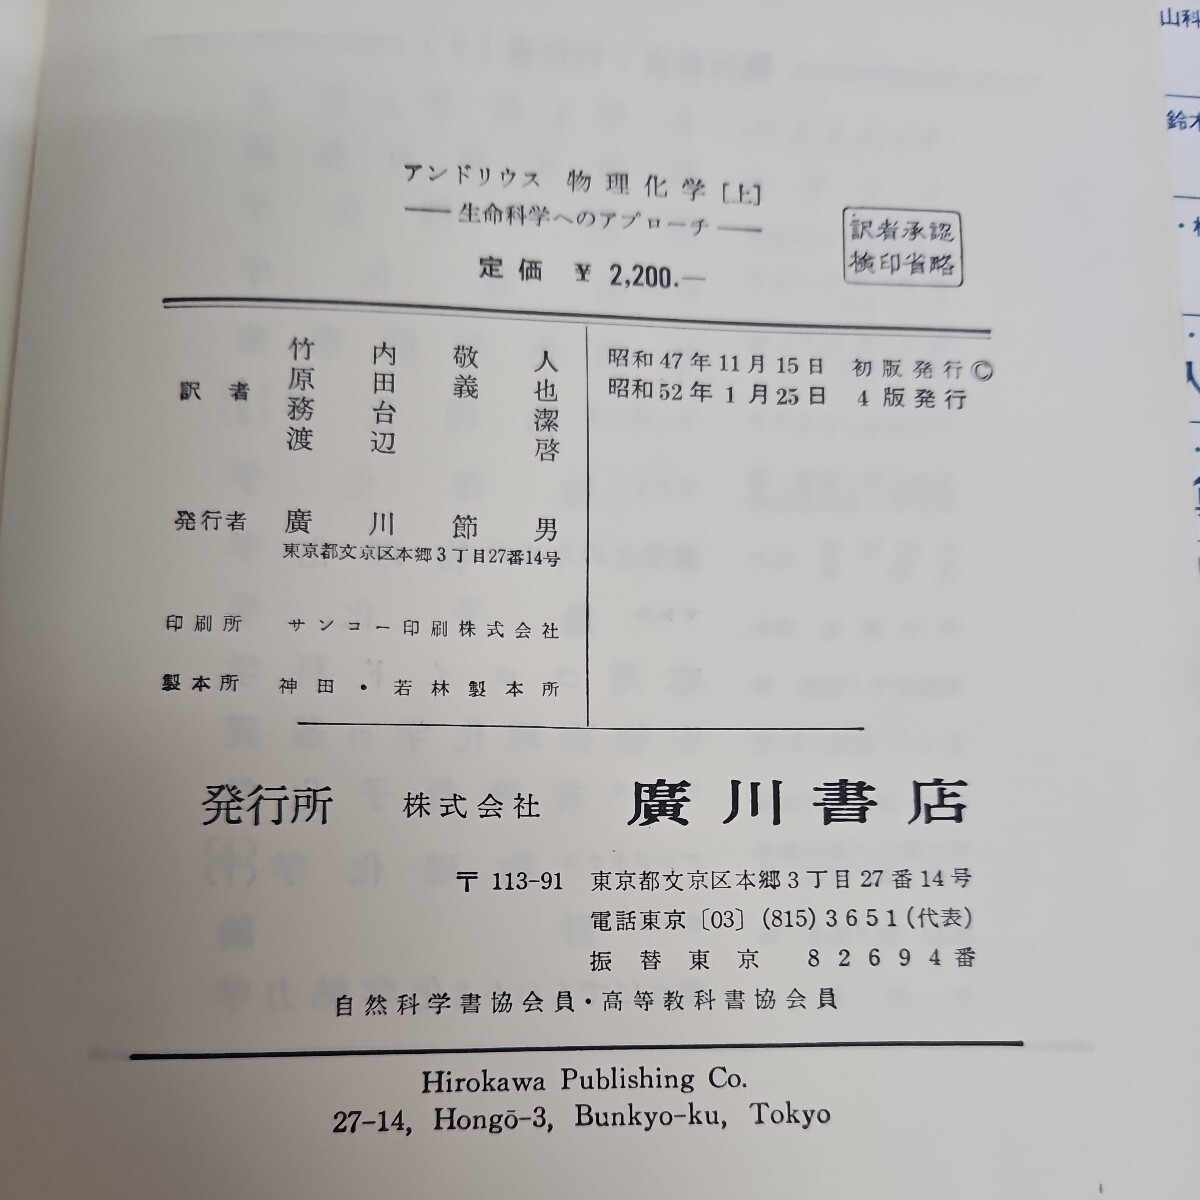 アンドリウス 物理化学〔上〕
── 生命科学へのアプローチ ──
定価 ¥ 2,200.—
訳者承認
検印省略
訳者
竹内敬人
原田義也
務台潔
渡辺啓
昭和47年11月15日 初版発行©
昭和52年1月25日 4版発行
発行者 廣川節男
東京都文京区本郷3丁目27番14号
印刷所 サンコー印刷株式会社
製本所 神田・若林製本所
発行所 株式会社 廣川書店
〒 113-91 東京都文京区本郷3丁目27番14号
電話東京〔03〕(815)3651(代表)
振替東京 82694番
自然科学書協会員・高等教科書協会員
Hirokawa Publishing Co.
27-14, Hongō-3, Bunkyo-ku, Tokyo
山科
鈴木